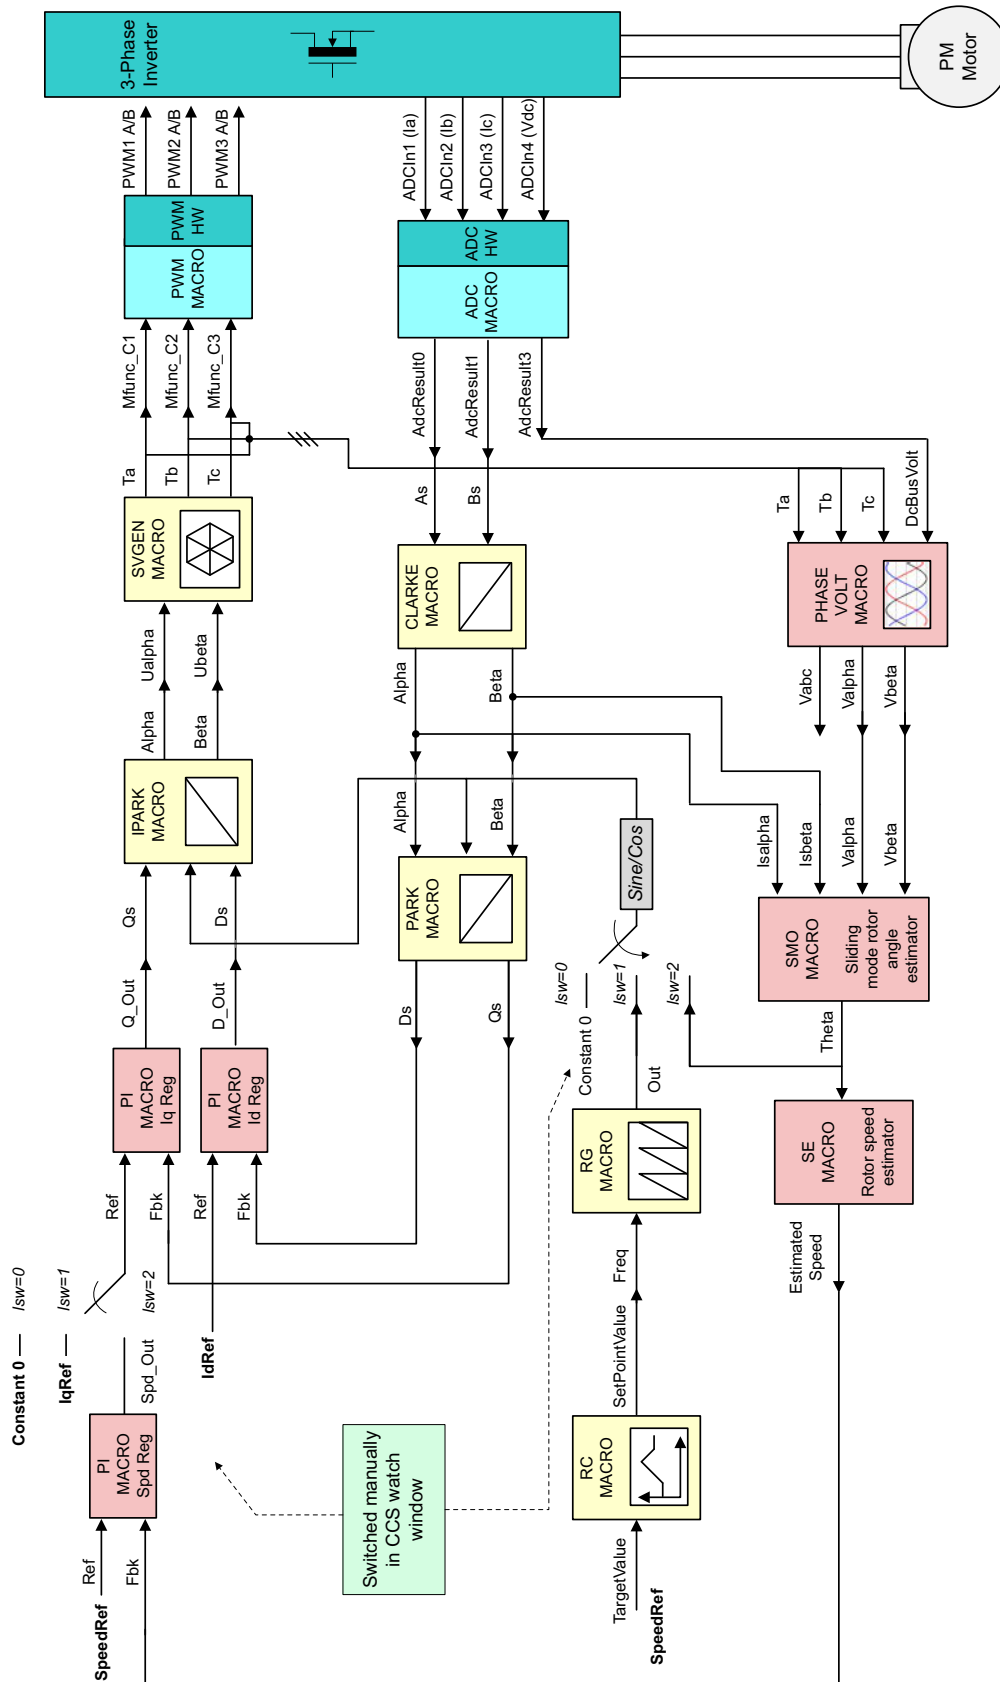 Constant 0
lsw=0
IqRef
lsw=1
lsw=2
Spd_Out
SpeedRef
Ref
Fbk
PI
MACRO
Spd Reg
Ref
Fbk
PI
MACRO
Iq Reg
Q_Out
Qs
IdRef
Ref
Fbk
PI
MACRO
Id Reg
D_Out
Ds
IPARK
MACRO
Alpha
Beta
Ualpha
Ubeta
SVGEN
MACRO
Ta
Tb
Tc
Mfunc_C1
Mfunc_C2
Mfunc_C3
PWM
MACRO
PWM
HW
PWM1 A/B
PWM2 A/B
PWM3 A/B
3-Phase
Inverter
PM
Motor
Switched manually
in CCS watch
window
Ds
Qs
PARK
MACRO
Alpha
Beta
Alpha
Beta
CLARKE
MACRO
As
Bs
AdcResult0
AdcResult1
AdcResult3
ADC
MACRO
ADC
HW
ADCIn1 (Ia)
ADCIn2 (Ib)
ADCIn3 (Ic)
ADCIn4 (Vdc)
TargetValue
SpeedRef
RC
MACRO
SetPointValue
Freq
RG
MACRO
Out
Constant 0
lsw=0
lsw=1
lsw=2
Sine/Cos
Estimated
Speed
SE
MACRO
Rotor speed
estimator
Theta
SMO
MACRO
Sliding
mode rotor
angle
estimator
Isalpha
Isbeta
Valpha
Vbeta
Vabc
Valpha
Vbeta
PHASE
VOLT
MACRO
Ta
Tb
Tc
DcBusVolt